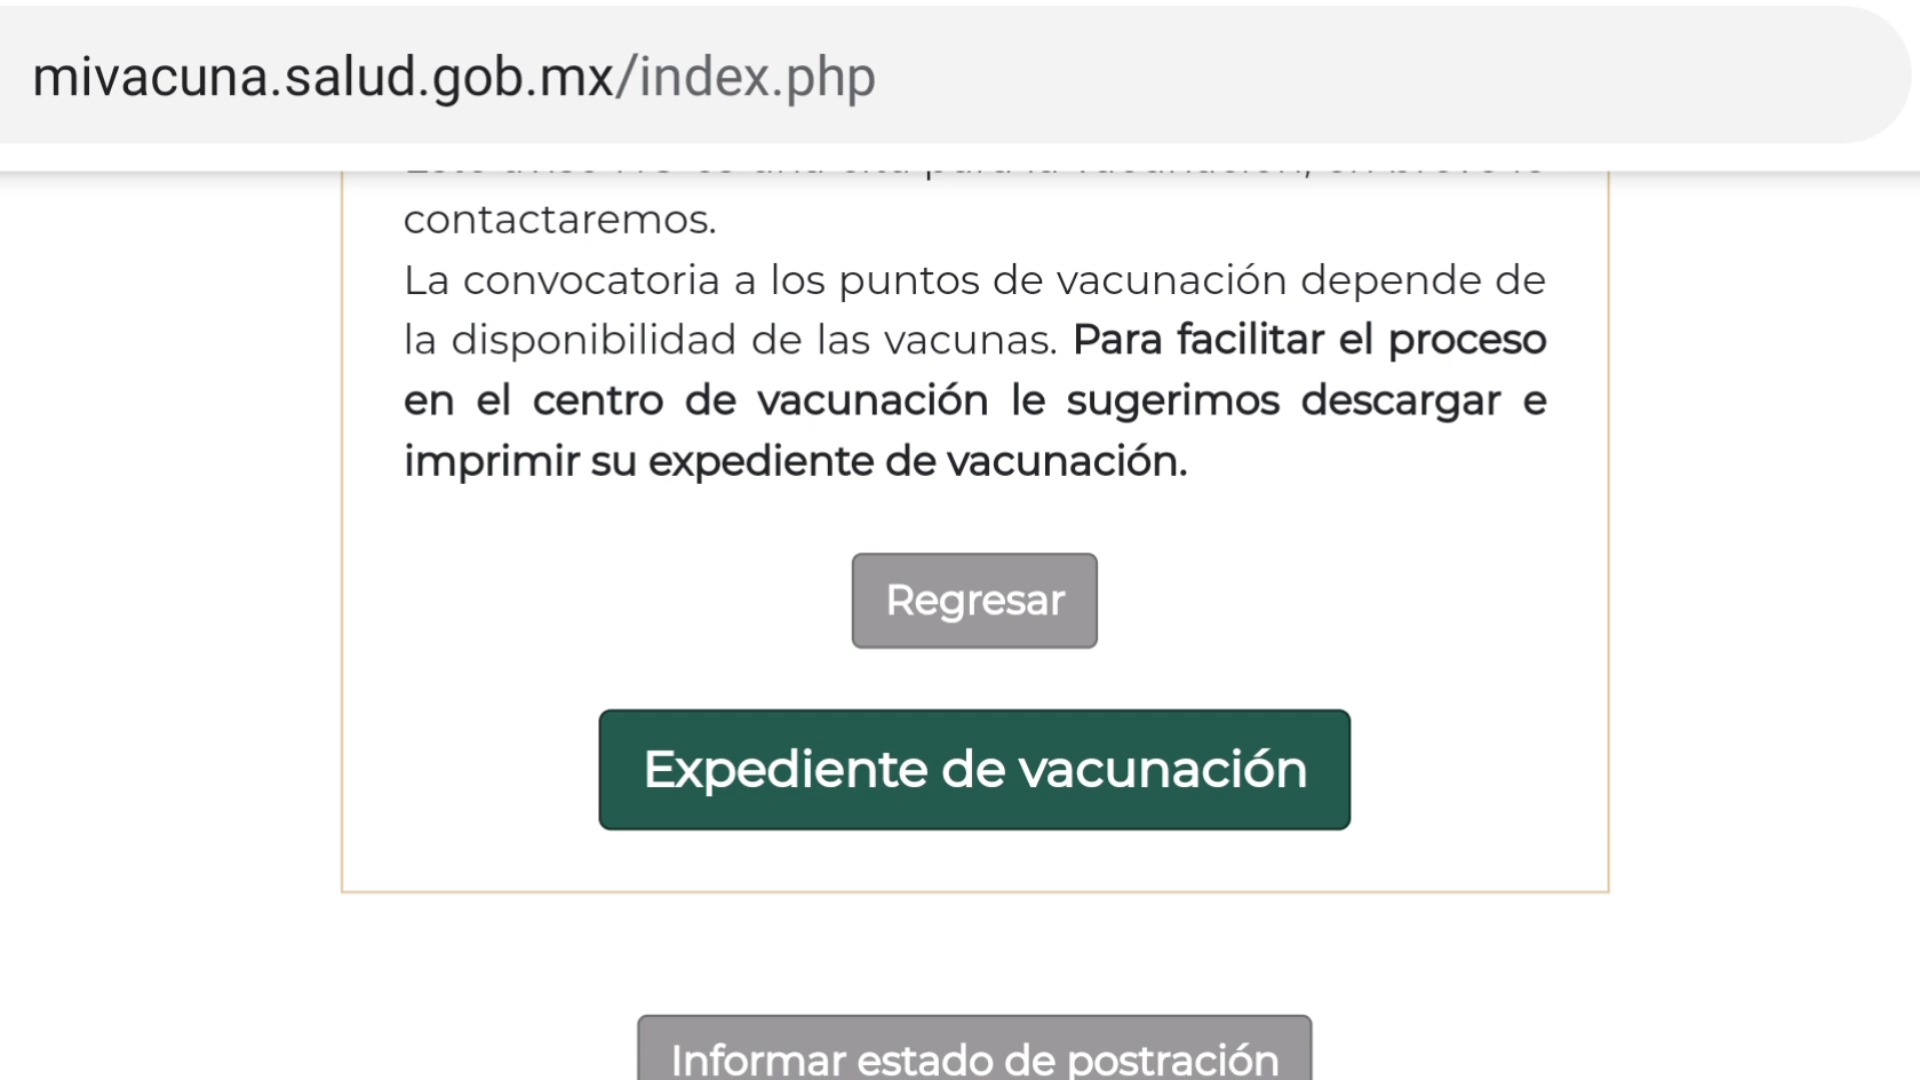 mivacuna.salud.gob.mx/index.php
contactaremos.
La convocatoria a los puntos de vacunación depende de
la disponibilidad de las vacunas. Para facilitar el proceso
en el centro de vacunación le sugerimos descargar e
imprimir su expediente de vacunación.
Regresar
Expediente de vacunación
Informar estado de postración